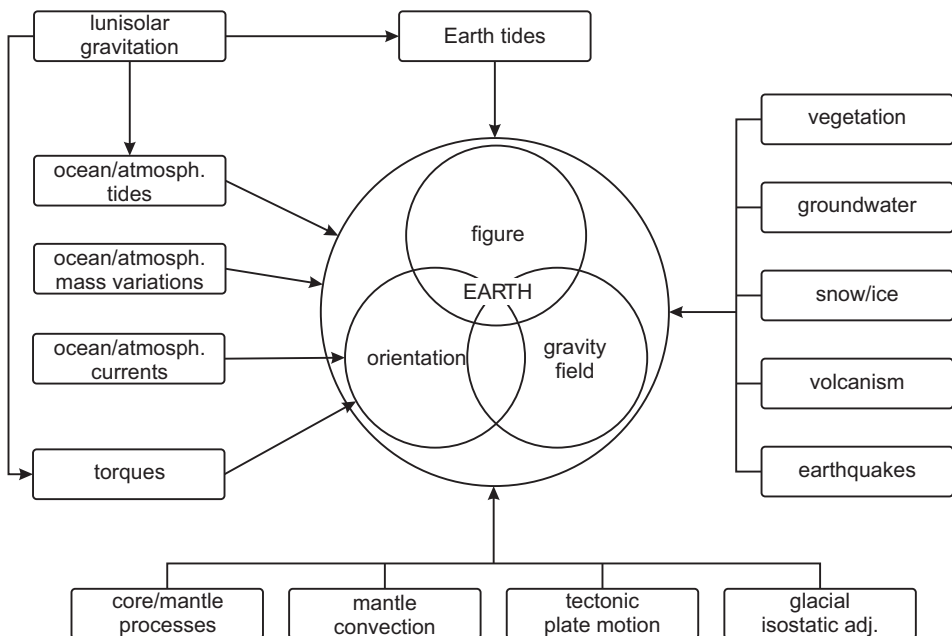 lunisolar
gravitation
Earth tides
vegetation
ocean/atmosph.
tides
groundwater
figure
ocean/atmosph.
mass variations
EARTH
snow/ice
ocean/atmosph.
currents
orientation
gravity
field
volcanism
torques
earthquakes
core/mantle
processes
mantle
convection
tectonic
plate motion
glacial
isostatic adj.